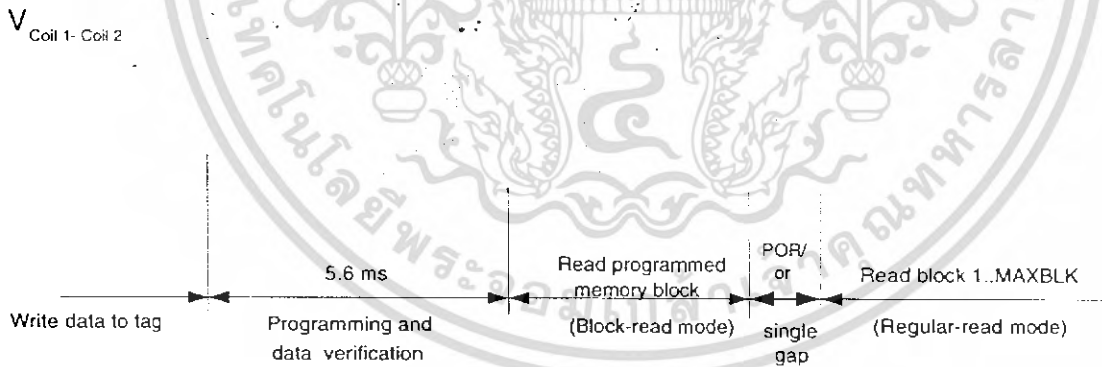 V Coil 1- Coil 2
5.6 ms
Read programmed
memory block
POR/
or
Read block 1..MAXBLK
Write data to tag
Programming and
data verification
(Block-read mode)
single
gap
(Regular-read mode)